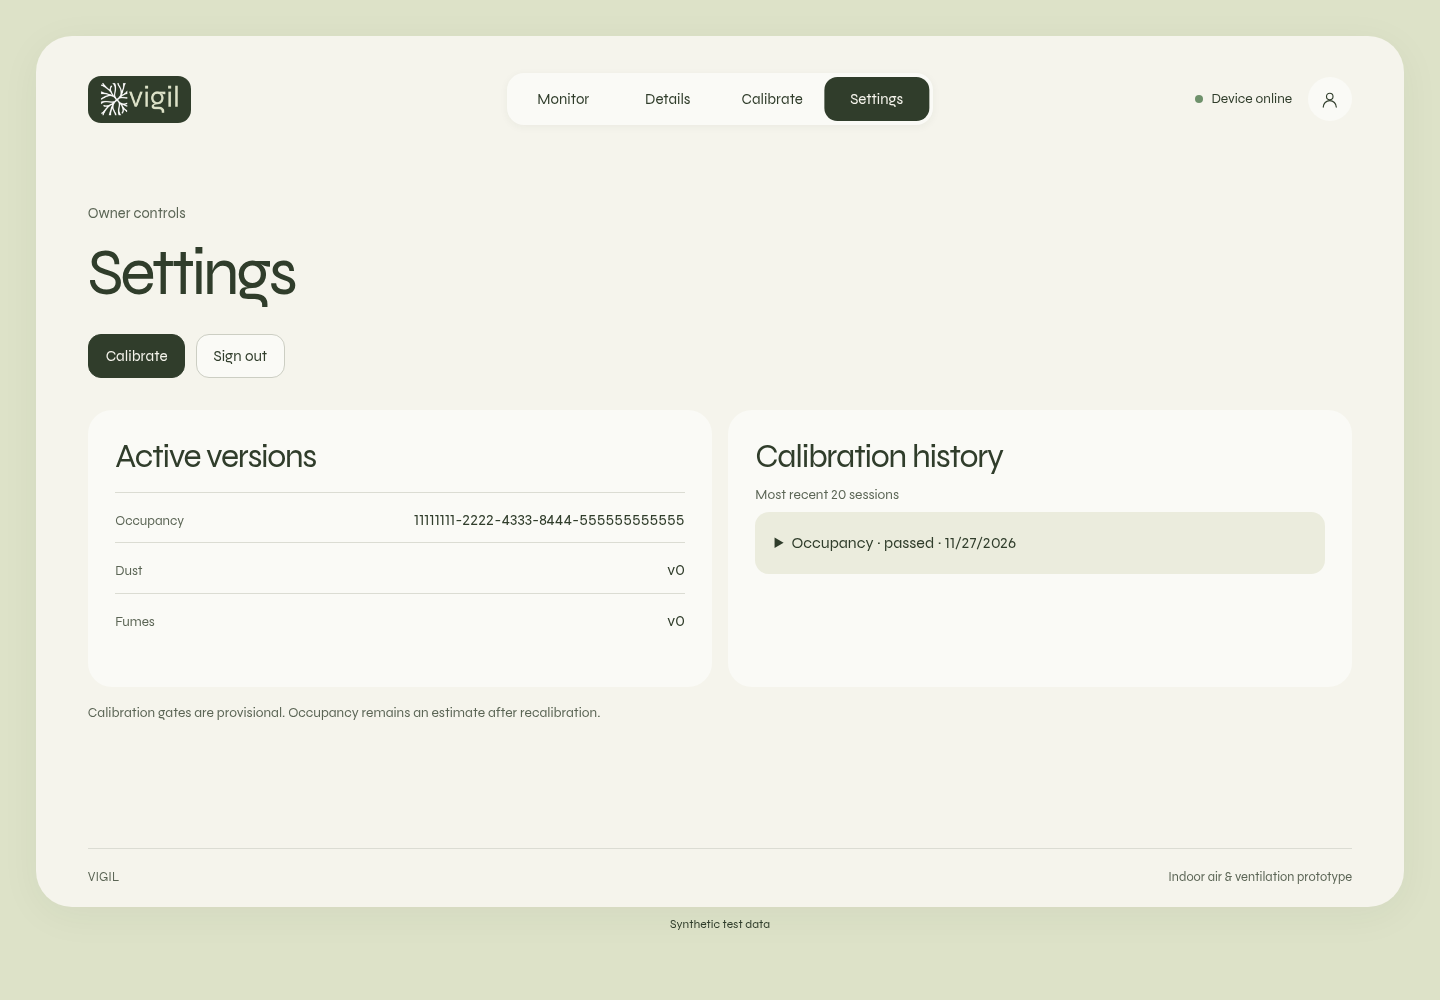 vigil
Monitor
Details
Calibrate
Settings
Device online
Owner controls
Settings
Calibrate
Sign out
Active versions
Occupancy 11111111-2222-4333-8444-555555555555
Dust v0
Fumes v0
Calibration history
Most recent 20 sessions
▶ Occupancy · passed · 11/27/2026
Calibration gates are provisional. Occupancy remains an estimate after recalibration.
VIGIL
Indoor air & ventilation prototype
Synthetic test data